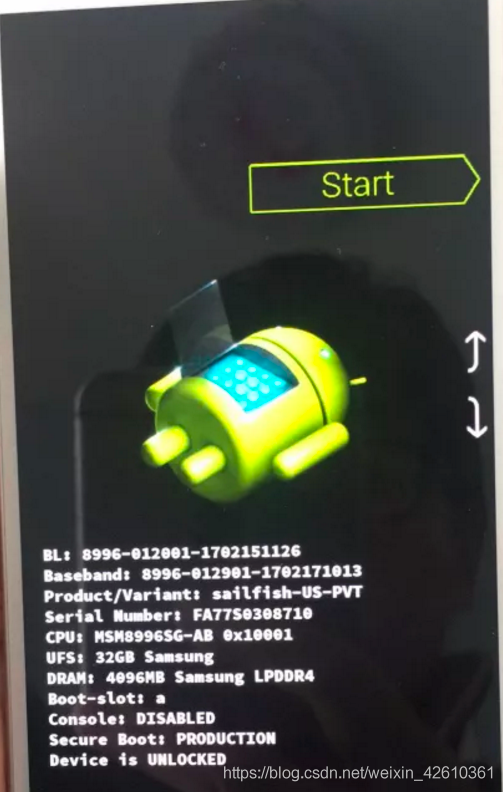 Start
BL: 8996-012001-1702151126
Baseband: 8996-012901-1702171013
Product/Variant: sailfish-US-PVT
Serial Number: FA77S0308710
CPU: MSM8996SG-AB 0x10001
UFS: 32GB Samsung
DRAM: 4096MB Samsung LPDDR4
Boot-slot: a
Console: DISABLED
Secure Boot: PRODUCTION
Device is UNLOCKED
https://blog.csdn.net/weixin_42610361